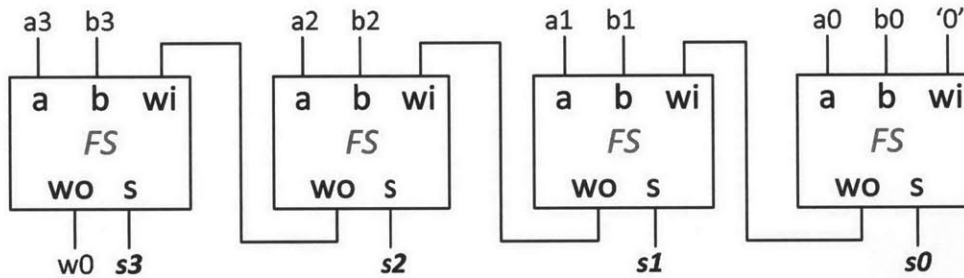 a3 b3 a2 b2 a1 b1 a0 b0 '0'
a b wi a b wi a b wi a b wi
FS FS FS FS
wo s wo s wo s wo s
w0 s3 s2 s1 s0